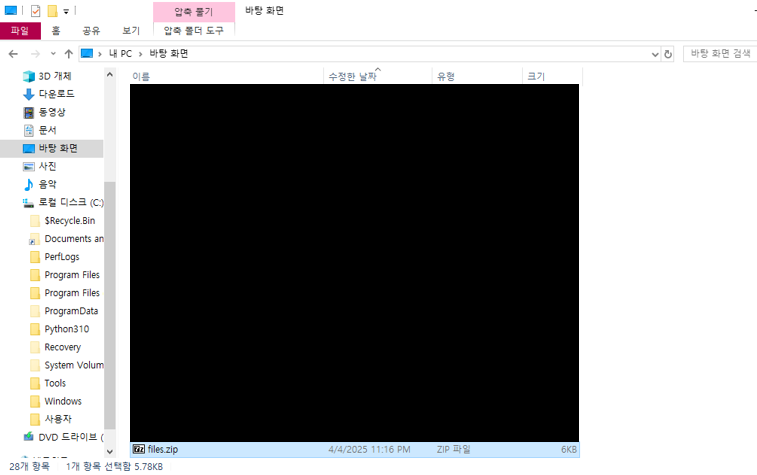 압축 풀기
바탕 화면
파일
홈
공유
보기
압축 폴더 도구
내 PC
바탕 화면
바탕 화면 검색
이름
수정한 날짜
유형
크기
3D 개체
다운로드
동영상
문서
바탕 화면
사진
음악
로컬 디스크 (C:)
$Recycle.Bin
Documents an
PerfLogs
Program Files
Program Files
ProgramData
Python310
Recovery
System Volum
Tools
Windows
사용자
DVD 드라이브 (
files.zip
4/4/2025 11:16 PM
ZIP 파일
6KB
28개 항목
1개 항목 선택함 5.78KB